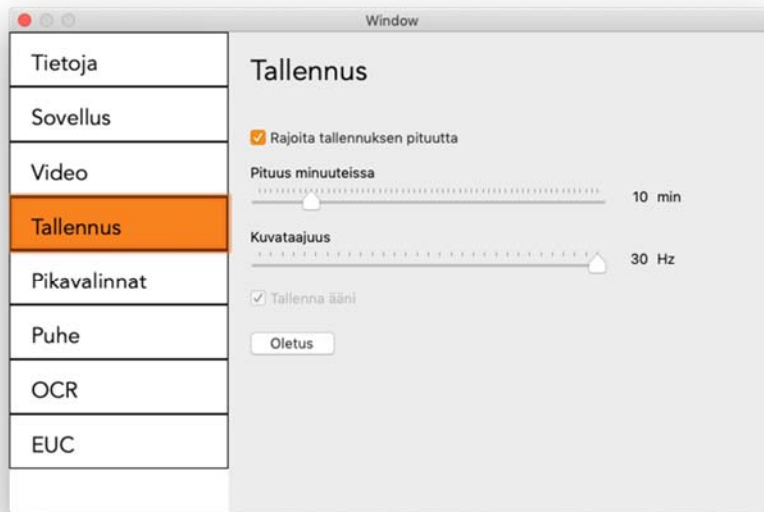 Window
Tietoja
Sovellus
Video
Tallennus
Pikavalinnat
Puhe
OCR
EUC
Tallennus
Rajoita tallennuksen pituutta
Pituus minuuteissa
10 min
Kuvataajuus
30 Hz
Tallenna ääni
Oletus